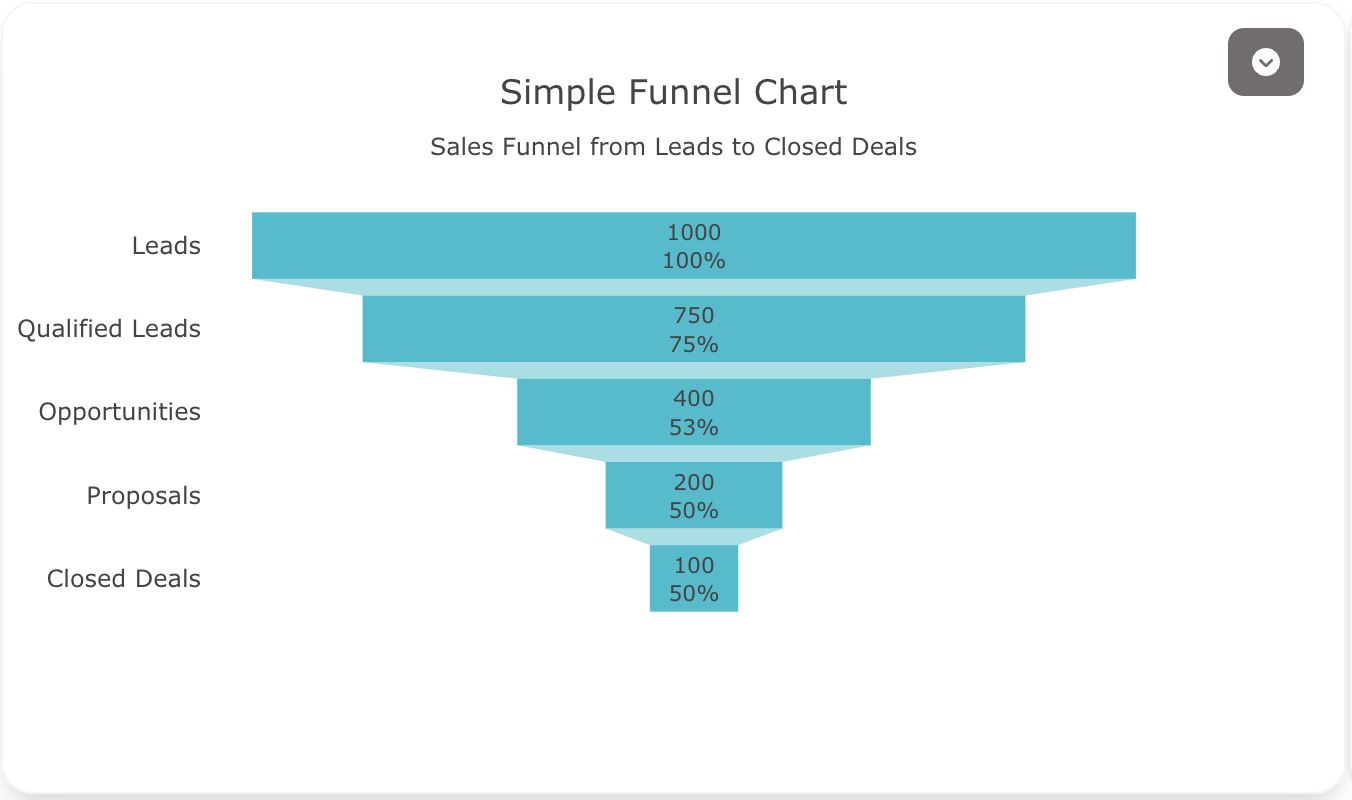 Simple Funnel Chart
Sales Funnel from Leads to Closed Deals
Leads
1000
100%
Qualified Leads
750
75%
Opportunities
400
53%
Proposals
200
50%
Closed Deals
100
50%